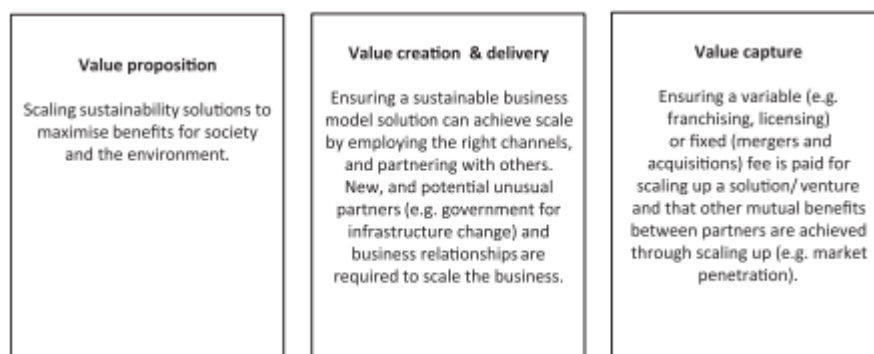 Value proposition
Scaling sustainability solutions to
maximise benefits for society
and the environment.
Value creation & delivery
Ensuring a sustainable business
model solution can achieve scale
by employing the right channels,
and partnering with others.
New, and potential unusual
partners (e.g. government for
infrastructure change) and
business relationships are
required to scale the business.
Value capture
Ensuring a variable (e.g.
franchising, licensing)
or fixed (mergers and
acquisitions) fee is paid for
scaling up a solution/venture
and that other mutual benefits
between partners are achieved
through scaling up (e.g. market
penetration).